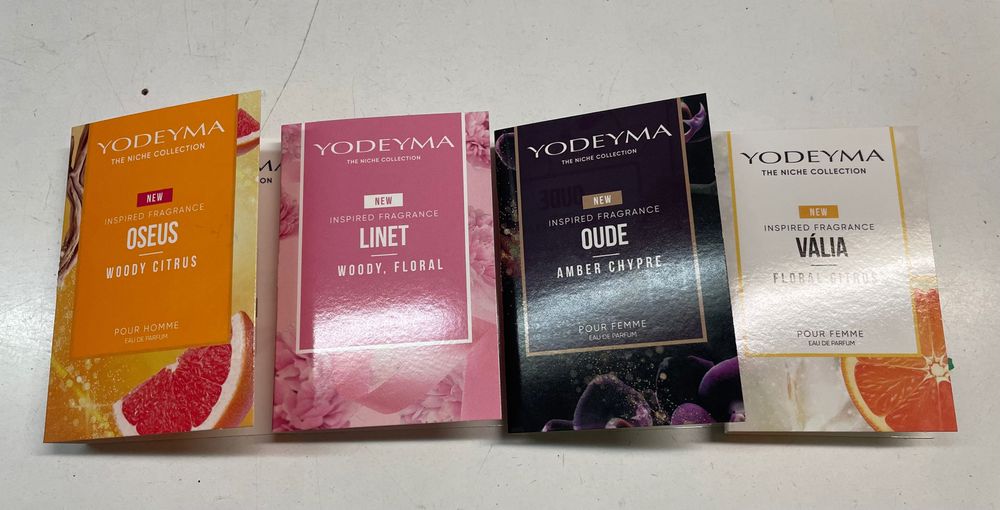 YODEYMA
THE NICHE COLLECTION
NEW
INSPIRED FRAGRANCE
OSEUS
WOODY CITRUS
POUR HOMME
EAU DE PARFUM
YODEYMA
THE NICHE COLLECTION
NEW
INSPIRED FRAGRANCE
LINET
WOODY, FLORAL
YODEYMA
THE NICHE COLLECTION
NEW
INSPIRED FRAGRANCE
OUDE
AMBER CHYPRE
POUR FEMME
EAU DE PARFUM
YODEYMA
THE NICHE COLLECTION
NEW
INSPIRED FRAGRANCE
VÁLIA
FLORAL CITRUS
POUR FEMME
EAU DE PARFUM